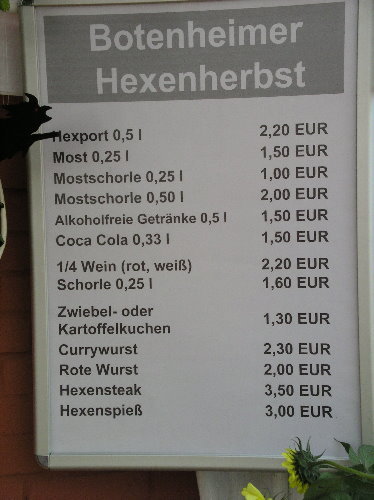 Botenheimer
Hexenherbst
Hexport 0,5 l 2,20 EUR
Most 0,25 l 1,50 EUR
Mostschorle 0,25 l 1,00 EUR
Mostschorle 0,50 l 2,00 EUR
Alkoholfreie Getränke 0,5 l 1,50 EUR
Coca Cola 0,33 l 1,50 EUR
1/4 Wein (rot, weiß) 2,20 EUR
Schorle 0,25 l 1,60 EUR
Zwiebel- oder
Kartoffelkuchen 1,30 EUR
Currywurst 2,30 EUR
Rote Wurst 2,00 EUR
Hexensteak 3,50 EUR
Hexenspieß 3,00 EUR